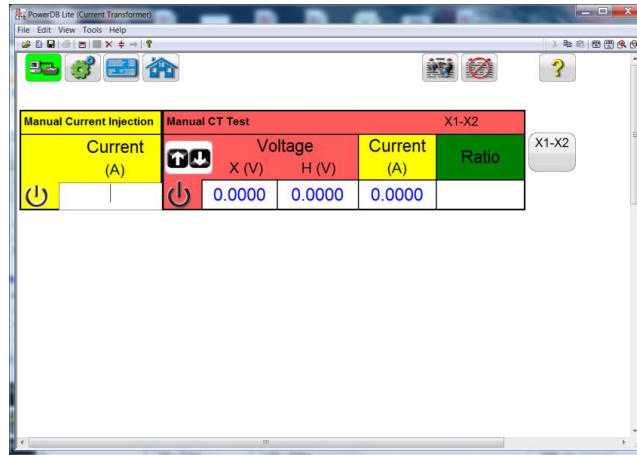 PowerDB Lite (Current Transformer)
File Edit View Tools Help
Manual Current Injection Manual CT Test X1-X2
Current (A) Voltage X (V) H (V) Current (A) Ratio X1-X2
0.0000 0.0000 0.0000